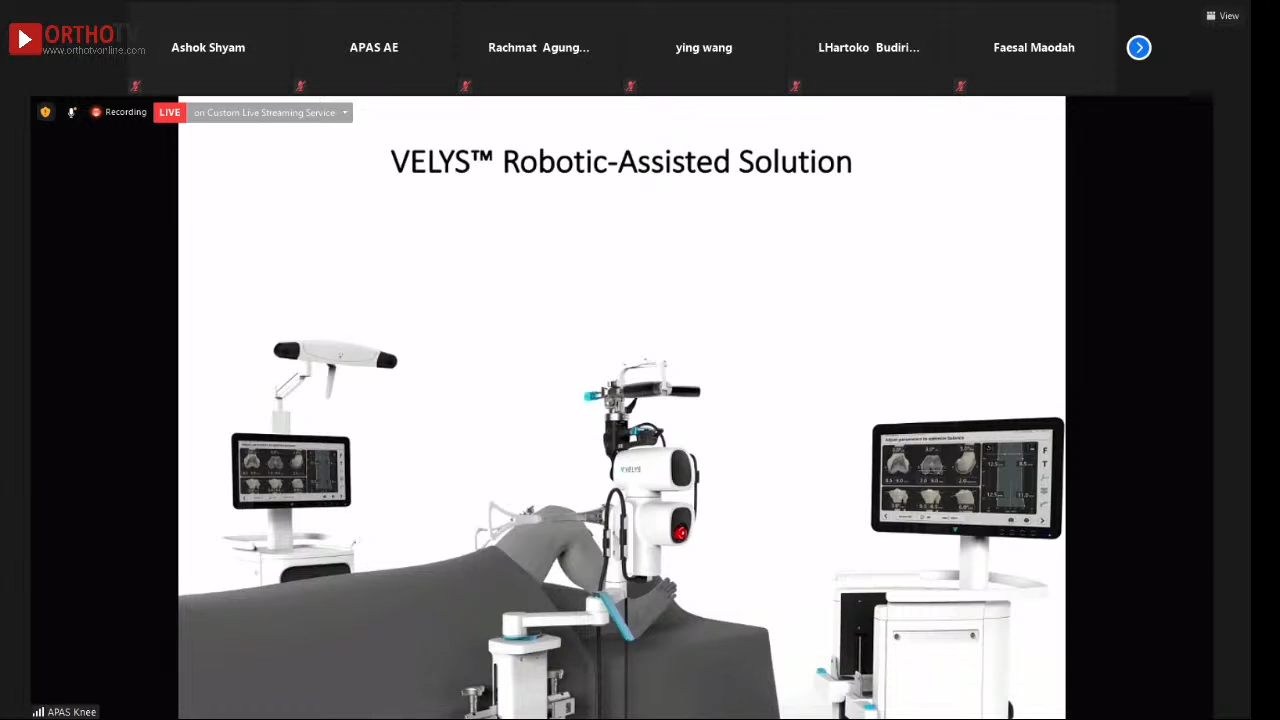 ORTHOTV
www.orthotvonline.com
Ashok Shyam
APAS AE
Rachmat Agung...
ying wang
LHartoko Budiri...
Faesal Maodah
View
Recording
LIVE
on Custom Live Streaming Service
VELYS™ Robotic-Assisted Solution
VELYS
APAS Knee